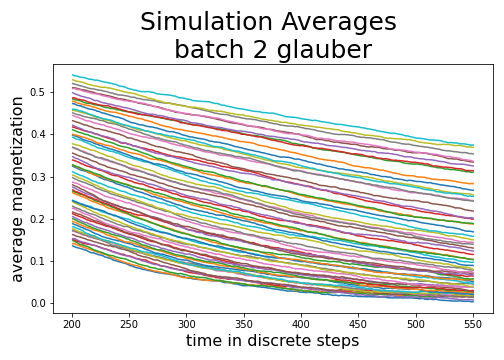 Simulation Averages
batch 2 glauber
average magnetization
0.5
0.4
0.3
0.2
0.1
0.0
200 250 300 350 400 450 500 550
time in discrete steps